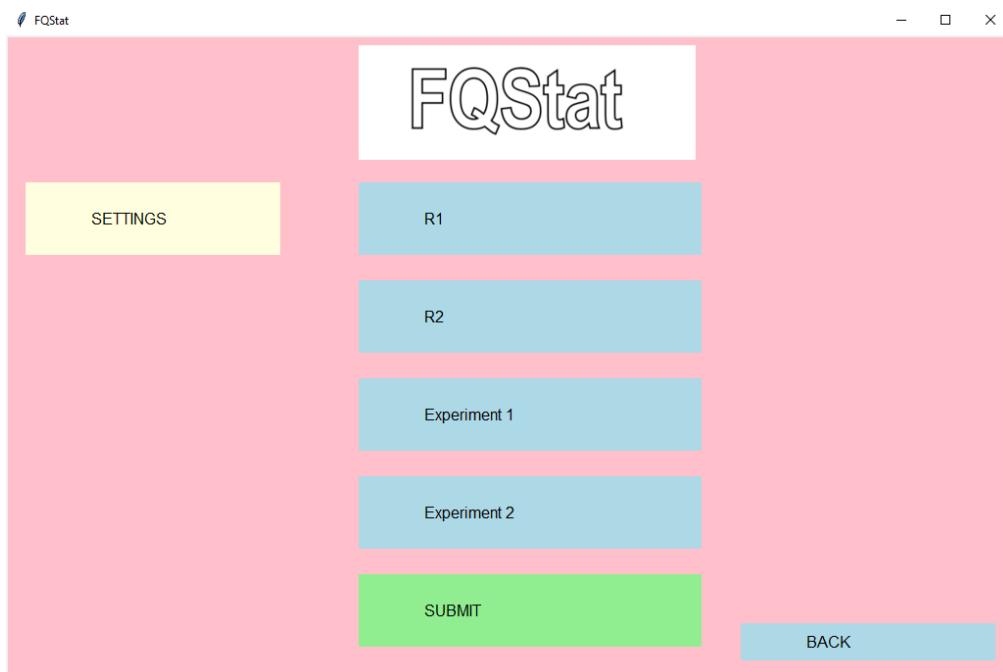 FQStat
FQStat
SETTINGS
R1
R2
Experiment 1
Experiment 2
SUBMIT
BACK